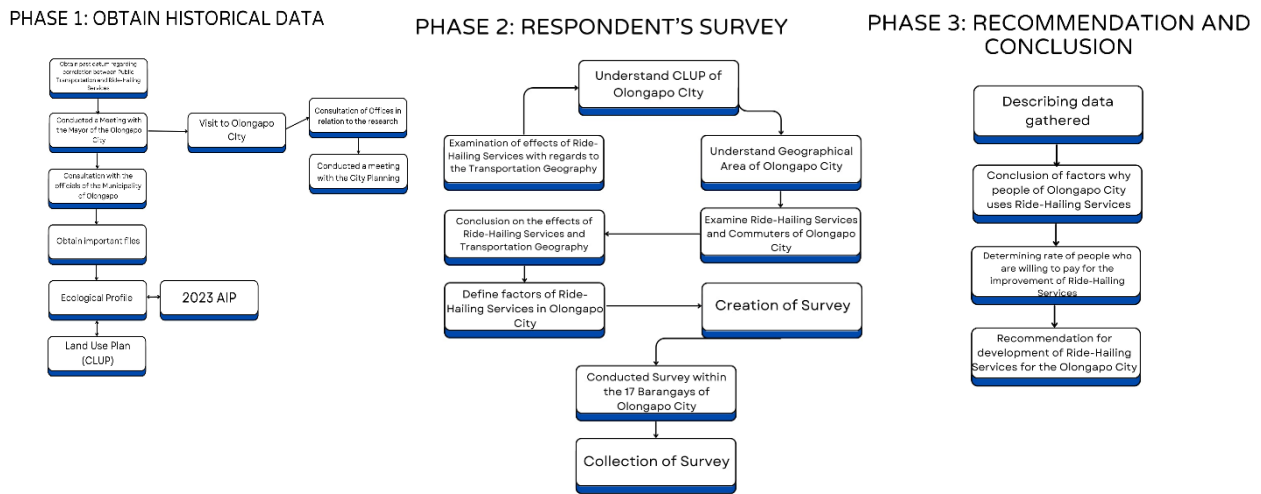 PHASE 1: OBTAIN HISTORICAL DATA
Obtain past datum regarding
correlation between Public
Transportation and Ride-Hailing
Services
Conducted a Meeting with
the Mayor of the Olongapo
City
Visit to Olongapo
CIty
Consultation of Offices in
relation to the research
Conducted a meeting
with the City Planning
Consultation with the
officials of the Municipality
of Olongapo
Obtain important files
Ecological Profile
2023 AIP
Land Use Plan
(CLUP)
PHASE 2: RESPONDENT'S SURVEY
Understand CLUP of
Olongapo CIty
Examination of effects of Ride-
Hailing Services with regards to
the Transportation Geography
Understand Geographical
Area of Olongapo City
Conclusion on the effects of
Ride-Hailing Services and
Transportation Geography
Examine Ride-Hailing Services
and Commuters of Olongapo
City
Define factors of Ride-
Hailing Services in Olongapo
City
Creation of Survey
Conducted Survey within
the 17 Barangays of
Olongapo City
Collection of Survey
PHASE 3: RECOMMENDATION AND
CONCLUSION
Describing data
gathered
Conclusion of factors why
people of Olongapo City
uses Ride-Hailing Services
Determining rate of people who
are willing to pay for the
improvement of Ride-Hailing
Services
Recommendation for
development of Ride-Hailing
Services for the Olongapo City